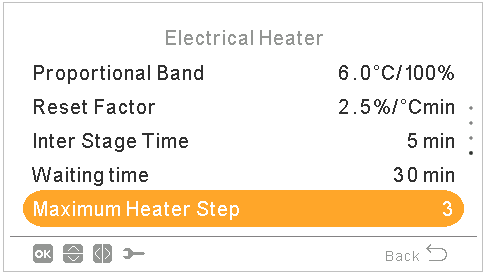 Electrical Heater
Proportional Band 6.0°C/100%
Reset Factor 2.5%/°Cmin
Inter Stage Time 5 min
Waiting time 30 min
Maximum Heater Step 3
OK Back